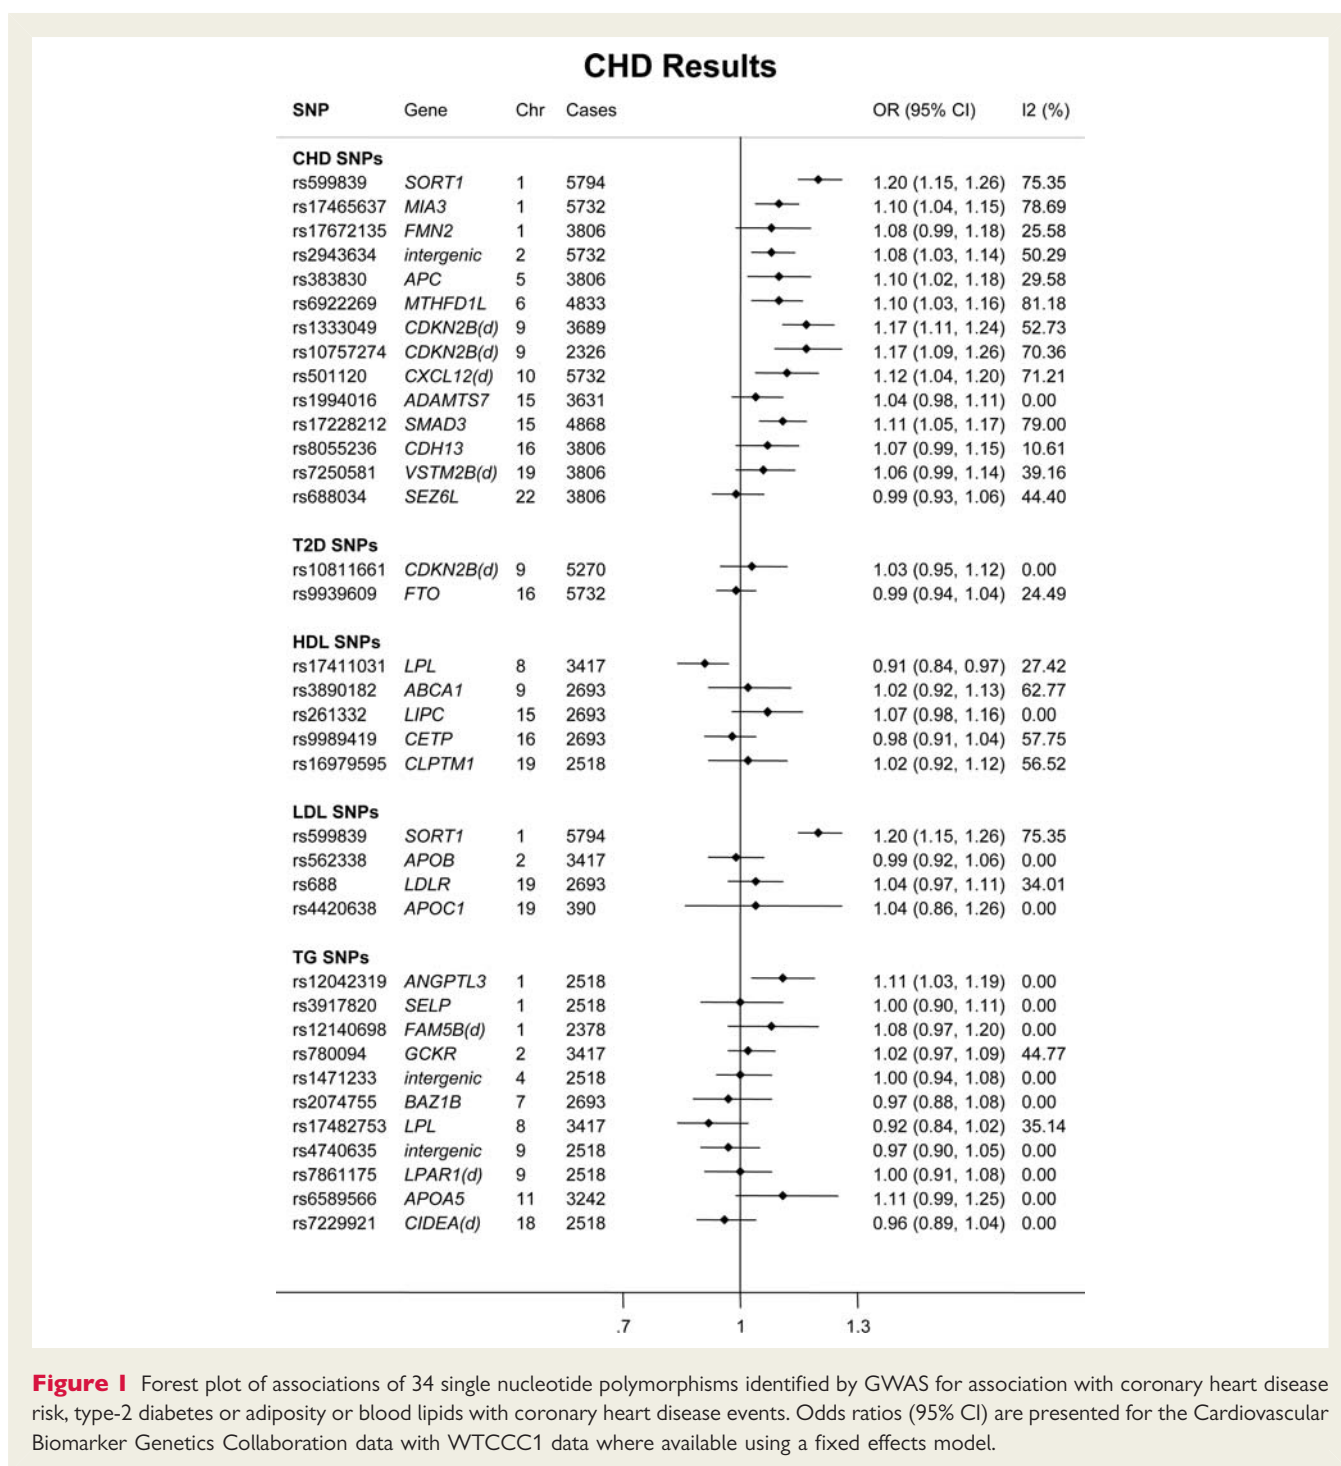 CHD Results
SNP Gene Chr Cases OR (95% CI) I2 (%)
CHD SNPs
rs599839 SORT1 1 5794 1.20 (1.15, 1.26) 75.35
rs17465637 MIA3 1 5732 1.10 (1.04, 1.15) 78.69
rs17672135 FMN2 1 3806 1.08 (0.99, 1.18) 25.58
rs2943634 intergenic 2 5732 1.08 (1.03, 1.14) 50.29
rs383830 APC 5 3806 1.10 (1.02, 1.18) 29.58
rs6922269 MTHFD1L 6 4833 1.10 (1.03, 1.16) 81.18
rs1333049 CDKN2B(d) 9 3689 1.17 (1.11, 1.24) 52.73
rs10757274 CDKN2B(d) 9 2326 1.17 (1.09, 1.26) 70.36
rs501120 CXCL12(d) 10 5732 1.12 (1.04, 1.20) 71.21
rs1994016 ADAMTS7 15 3631 1.04 (0.98, 1.11) 0.00
rs17228212 SMAD3 15 4868 1.11 (1.05, 1.17) 79.00
rs8055236 CDH13 16 3806 1.07 (0.99, 1.15) 10.61
rs7250581 VSTM2B(d) 19 3806 1.06 (0.99, 1.14) 39.16
rs688034 SEZ6L 22 3806 0.99 (0.93, 1.06) 44.40
T2D SNPs
rs10811661 CDKN2B(d) 9 5270 1.03 (0.95, 1.12) 0.00
rs9939609 FTO 16 5732 0.99 (0.94, 1.04) 24.49
HDL SNPs
rs17411031 LPL 8 3417 0.91 (0.84, 0.97) 27.42
rs3890182 ABCA1 9 2693 1.02 (0.92, 1.13) 62.77
rs261332 LIPC 15 2693 1.07 (0.98, 1.16) 0.00
rs9989419 CETP 16 2693 0.98 (0.91, 1.04) 57.75
rs16979595 CLPTM1 19 2518 1.02 (0.92, 1.12) 56.52
LDL SNPs
rs599839 SORT1 1 5794 1.20 (1.15, 1.26) 75.35
rs562338 APOB 2 3417 0.99 (0.92, 1.06) 0.00
rs688 LDLR 19 2693 1.04 (0.97, 1.11) 34.01
rs4420638 APOC1 19 390 1.04 (0.86, 1.26) 0.00
TG SNPs
rs12042319 ANGPTL3 1 2518 1.11 (1.03, 1.19) 0.00
rs3917820 SELP 1 2518 1.00 (0.90, 1.11) 0.00
rs12140698 FAM5B(d) 1 2378 1.08 (0.97, 1.20) 0.00
rs780094 GCKR 2 3417 1.02 (0.97, 1.09) 44.77
rs1471233 intergenic 4 2518 1.00 (0.94, 1.08) 0.00
rs2074755 BAZ1B 7 2693 0.97 (0.88, 1.08) 0.00
rs17482753 LPL 8 3417 0.92 (0.84, 1.02) 35.14
rs4740635 intergenic 9 2518 0.97 (0.90, 1.05) 0.00
rs7861175 LPAR1(d) 9 2518 1.00 (0.91, 1.08) 0.00
rs6589566 APOA5 11 3242 1.11 (0.99, 1.25) 0.00
rs7229921 CIDEA(d) 18 2518 0.96 (0.89, 1.04) 0.00
.7 1 1.3
Figure 1 Forest plot of associations of 34 single nucleotide polymorphisms identified by GWAS for association with coronary heart disease
risk, type-2 diabetes or adiposity or blood lipids with coronary heart disease events. Odds ratios (95% CI) are presented for the Cardiovascular
Biomarker Genetics Collaboration data with WTCCC1 data where available using a fixed effects model.